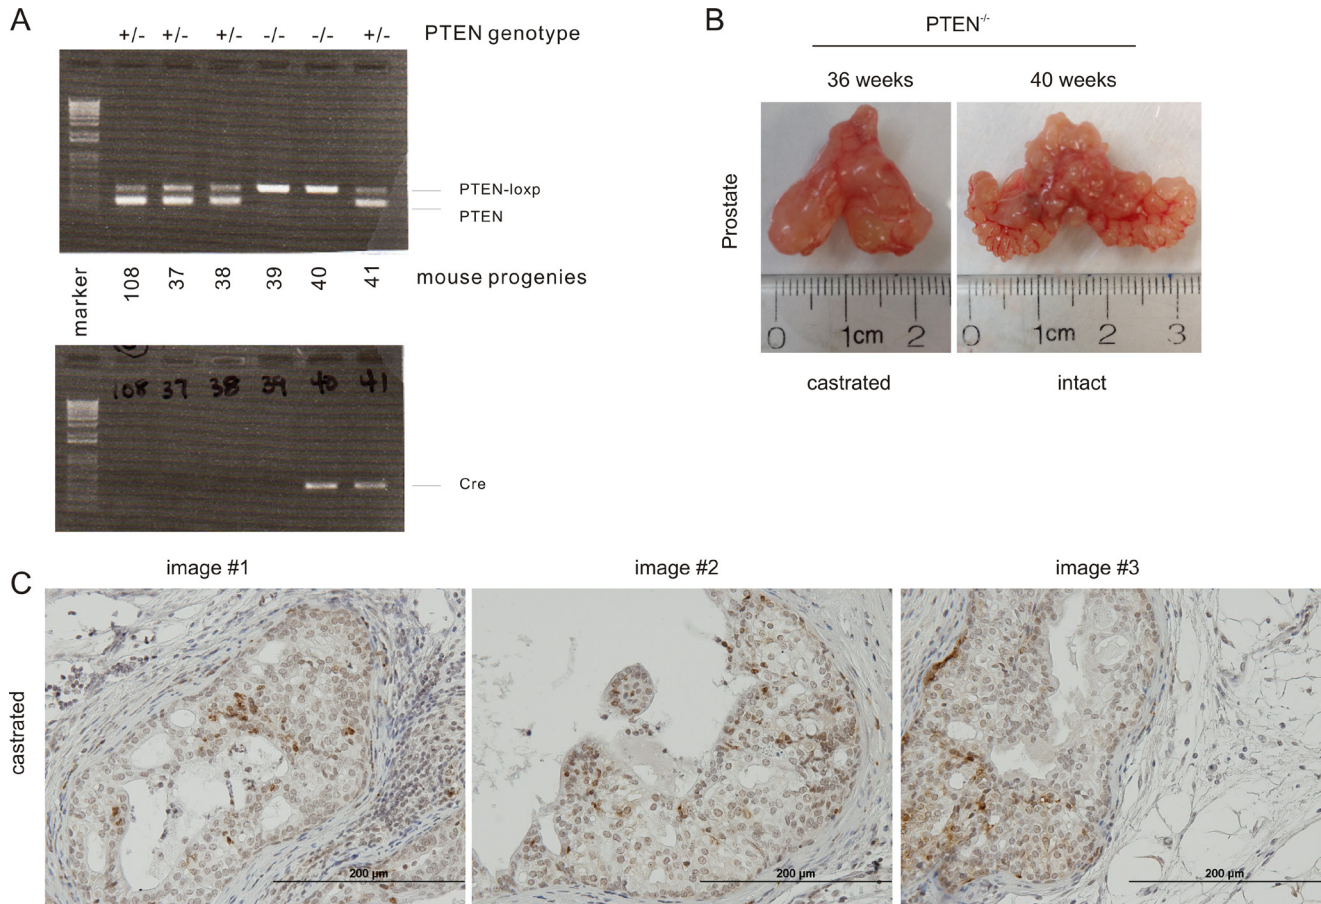 A
+/- +/- +/- -/- -/- +/- PTEN genotype
PTEN-loxp
PTEN
marker 108 37 38 39 40 41 mouse progenies
108 37 38 39 40 41
Cre
B
PTEN-/-
36 weeks 40 weeks
Prostate
0 1cm 2
0 1cm 2 3
castrated intact
C
image #1 image #2 image #3
castrated
200 µm 200 µm 200 µm